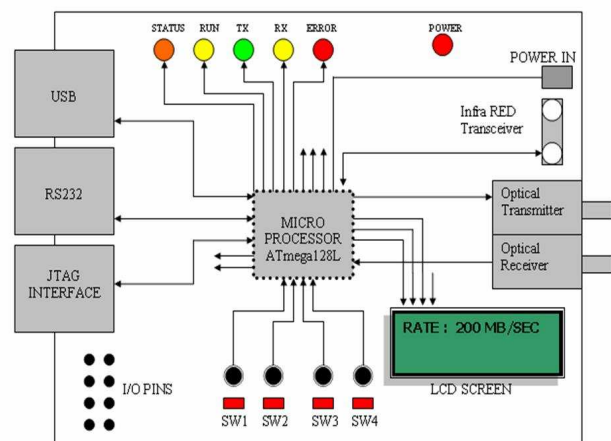 STATUS RUN TX RX ERROR POWER
POWER IN
USB
Infra RED
Transceiver
RS232
MICRO
PROCESSOR
ATmega128L
Optical
Transmitter
Optical
Receiver
JTAG
INTERFACE
RATE : 200 MB/SEC
LCD SCREEN
I/O PINS
SW1 SW2 SW3 SW4